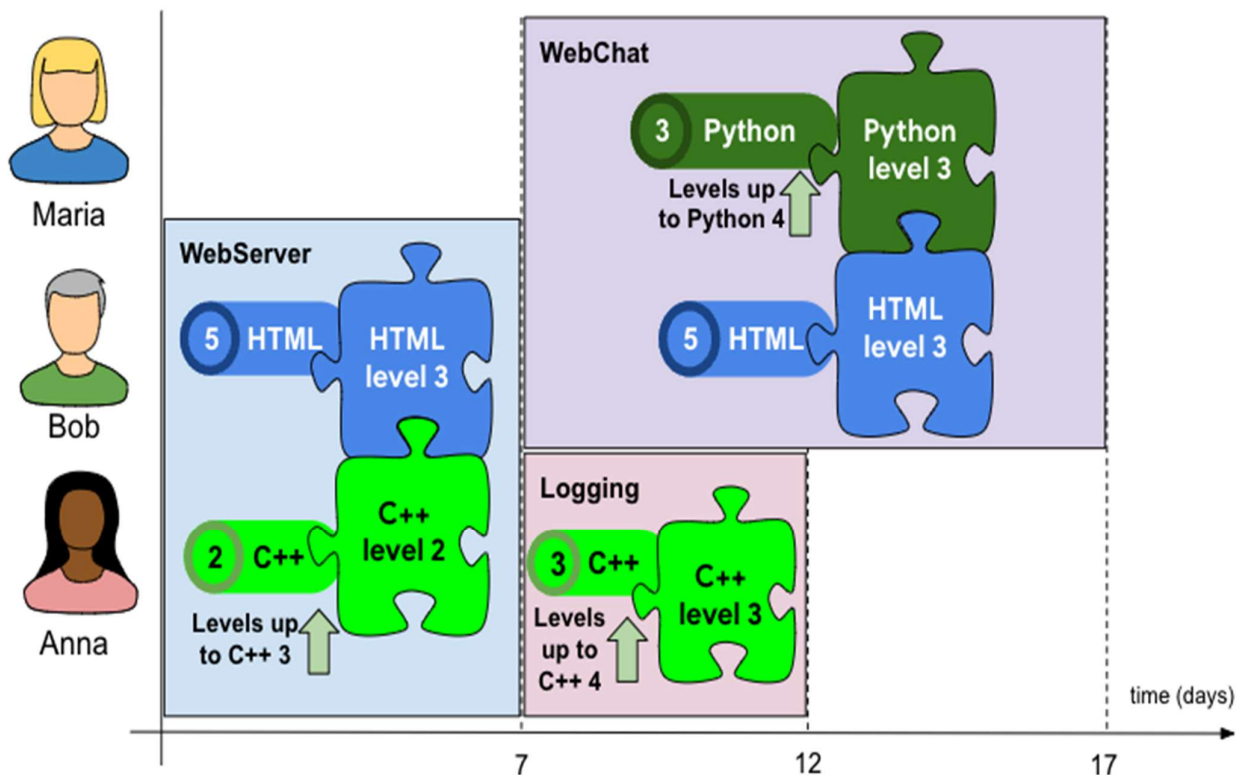 WebChat
3 Python
Python
level 3
Levels up
to Python 4
Maria
WebServer
5 HTML
HTML
level 3
5 HTML
HTML
level 3
Bob
Logging
2 C++
C++
level 2
3 C++
C++
level 3
Levels up
to C++ 3
Levels
up to
C++ 4
Anna
time (days)
7
12
17